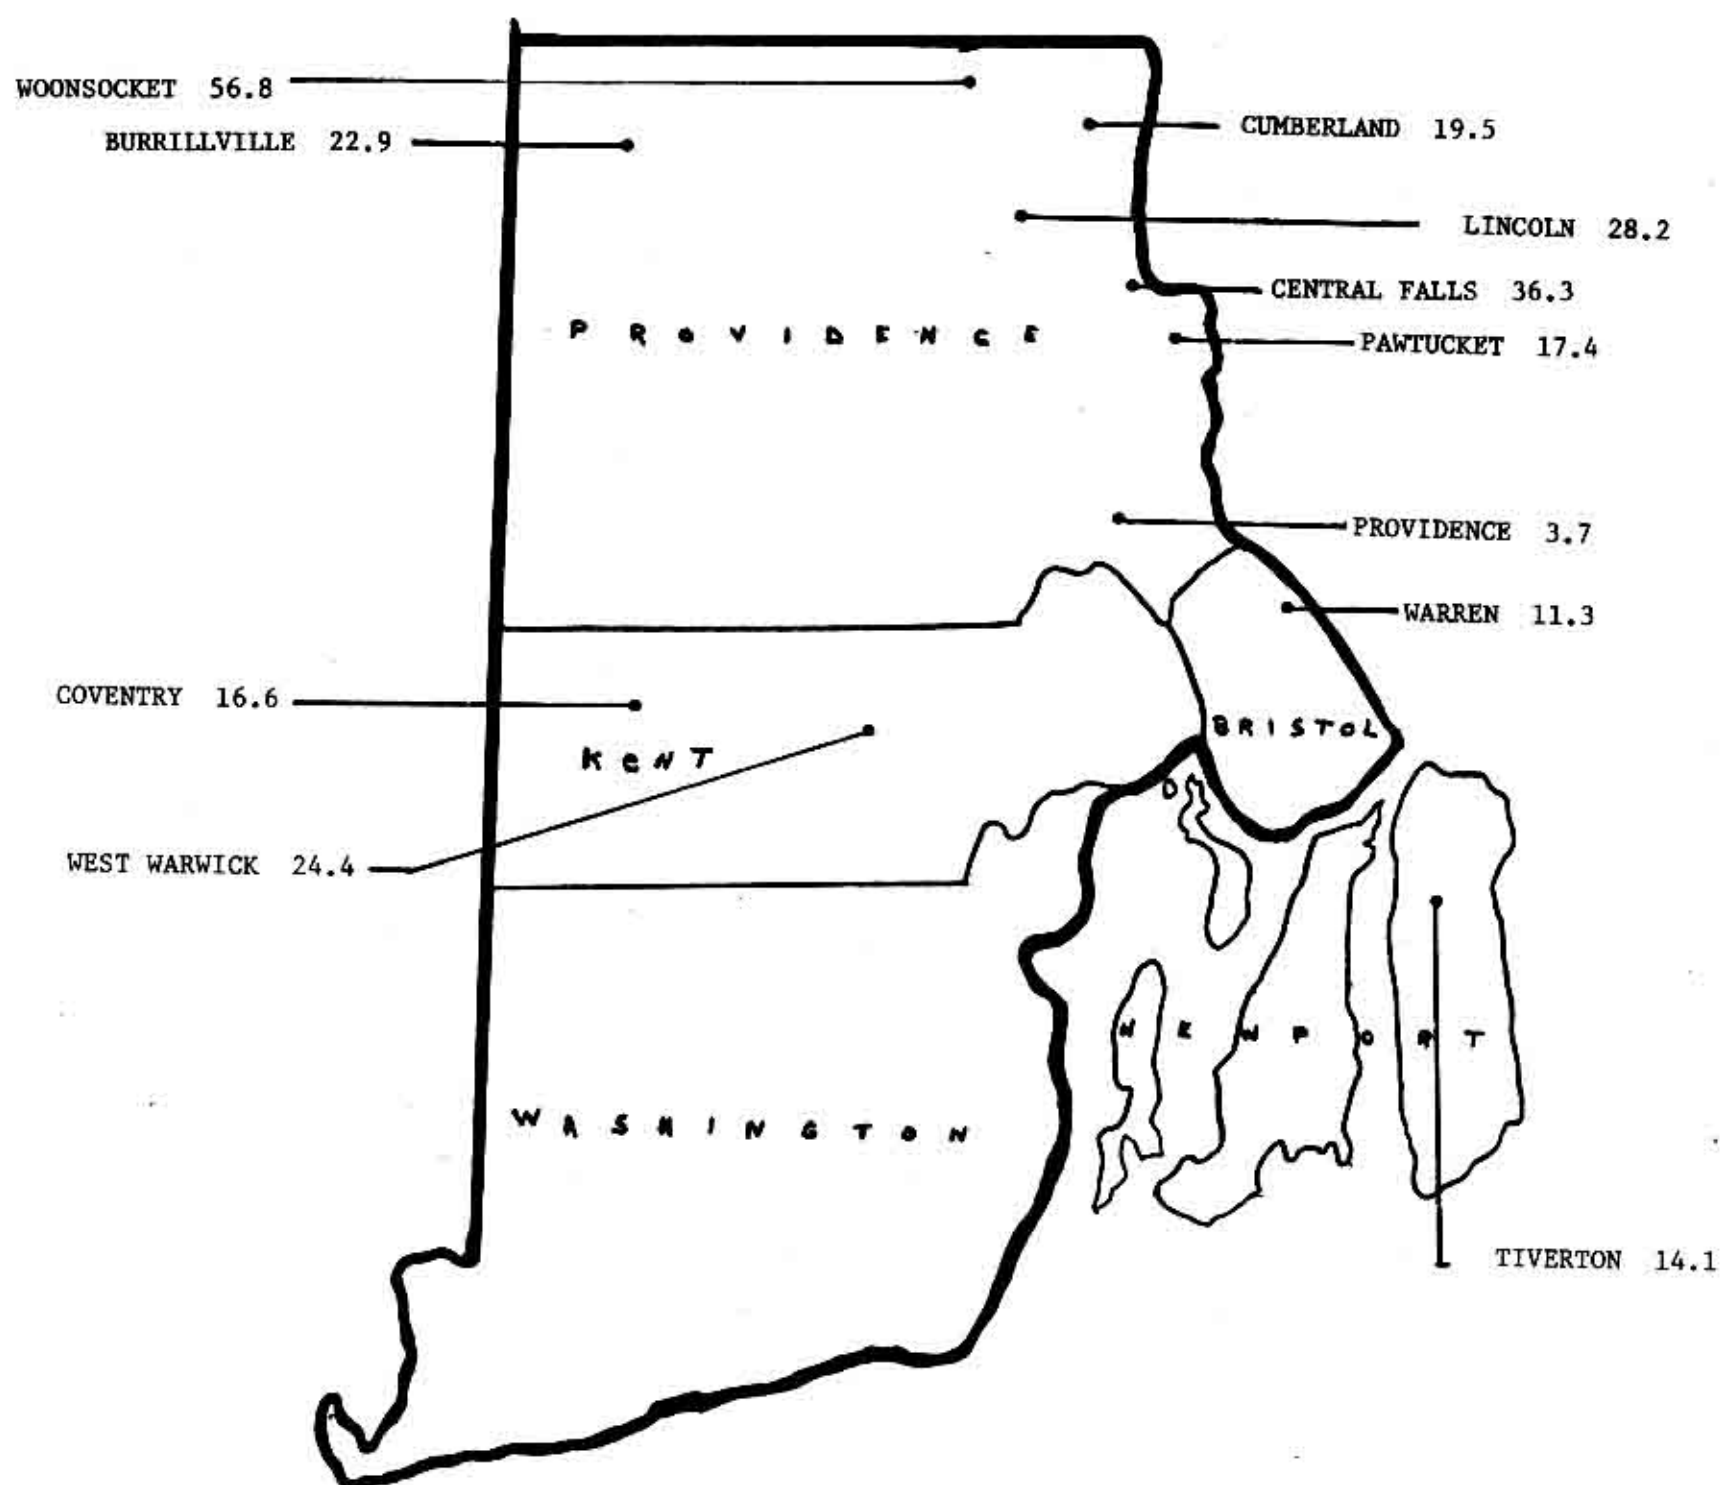 WOONSOCKET 56.8
BURRILLVILLE 22.9
CUMBERLAND 19.5
LINCOLN 28.2
CENTRAL FALLS 36.3
PROVIDENCE
PAWTUCKET 17.4
PROVIDENCE 3.7
WARREN 11.3
COVENTRY 16.6
BRISTOL
KeNT
WEST WARWICK 24.4
NEWPORT
WASHINGTON
TIVERTON 14.1